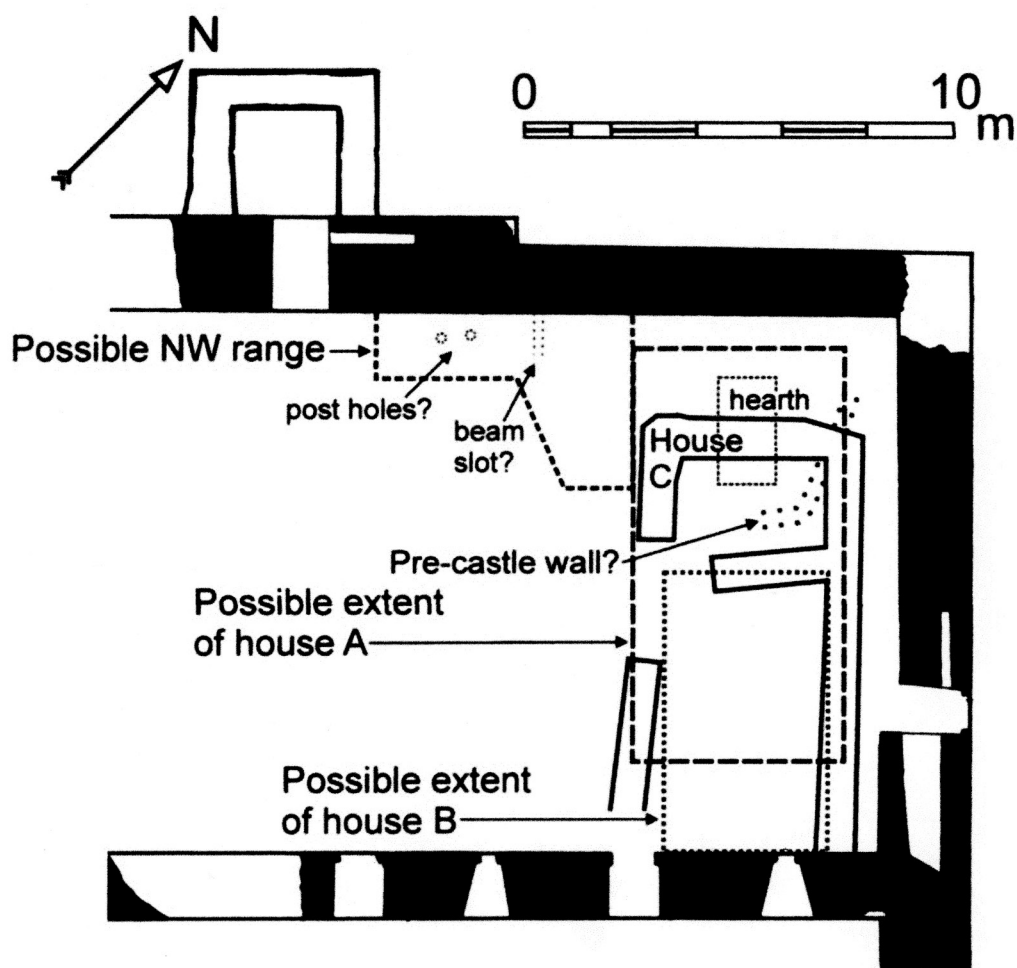 N
0 10
m
Possible NW range
post holes?
beam
slot?
hearth
House
C
Pre-castle wall?
Possible extent
of house A
Possible extent
of house B